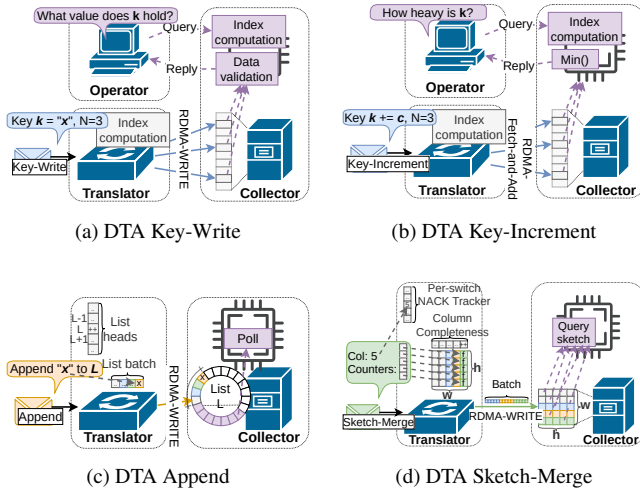 What value does k hold?
Query
Index
computation
Data
validation
Reply
Operator
Key k = "x", N=3
Index
computation
Key-Write
Translator
RDMA-WRITE
Collector
(a) DTA Key-Write
How heavy is k?
Query
Index
computation
Min()
Reply
Operator
Key k += c, N=3
Index
computation
Key-Increment
Translator
RDMA-
Fetch-and-Add
Collector
(b) DTA Key-Increment
L-1
L
L+1
++
List
heads
List batch
x
Append "x" to L
Append
Translator
RDMA-WRITE
Poll
x
List
L
Collector
(c) DTA Append
Per-switch
NACK Tracker
5
Column
Completeness
Col: 5
Counters:
h
w
Sketch-Merge
Translator
Batch
RDMA-WRITE
Query
sketch
w
h
Collector
(d) DTA Sketch-Merge